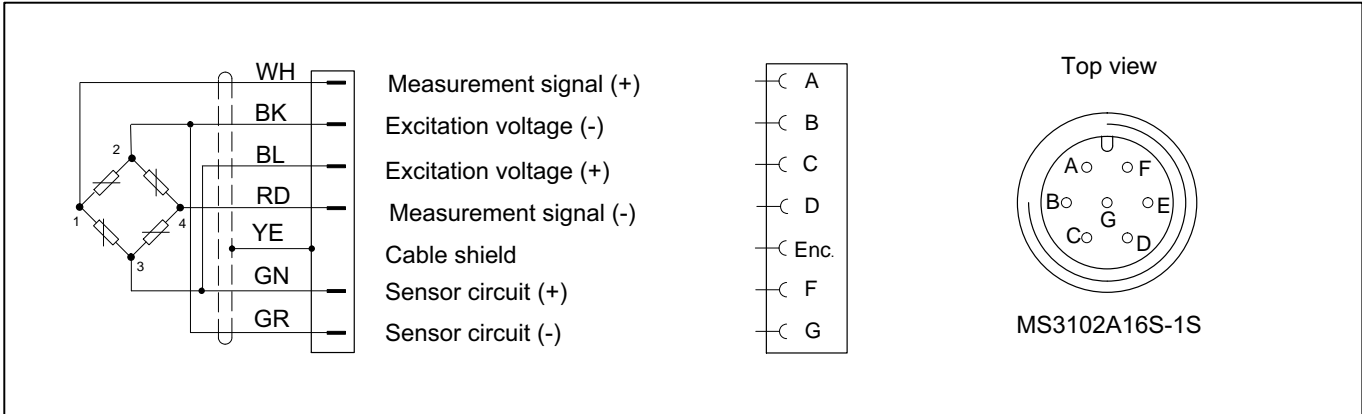 WH Measurement signal (+)
BK Excitation voltage (-)
BL Excitation voltage (+)
RD Measurement signal (-)
YE Cable shield
GN Sensor circuit (+)
GR Sensor circuit (-)
2
1
4
3
A
B
C
D
Enc.
F
G
Top view
A F
B G E
C D
MS3102A16S-1S